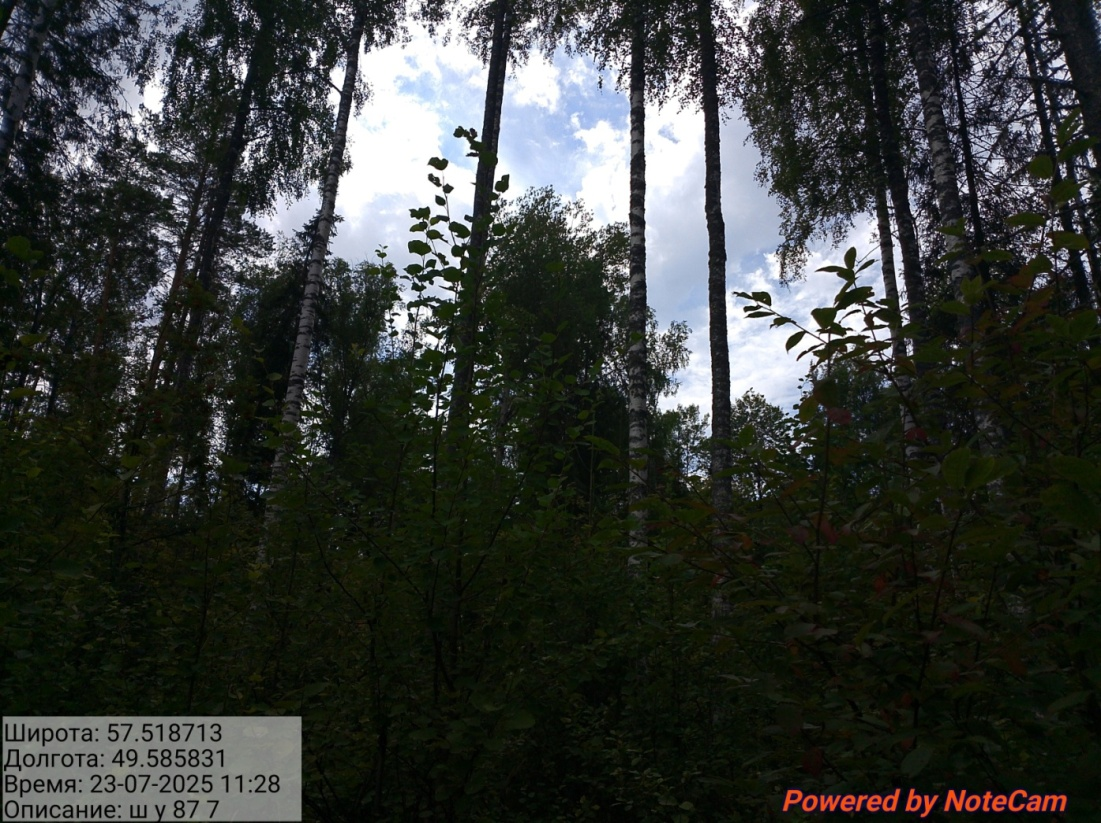 Широта: 57.518713
Долгота: 49.585831
Время: 23-07-2025 11:28
Описание: ш у 87 7
Powered by NoteCam